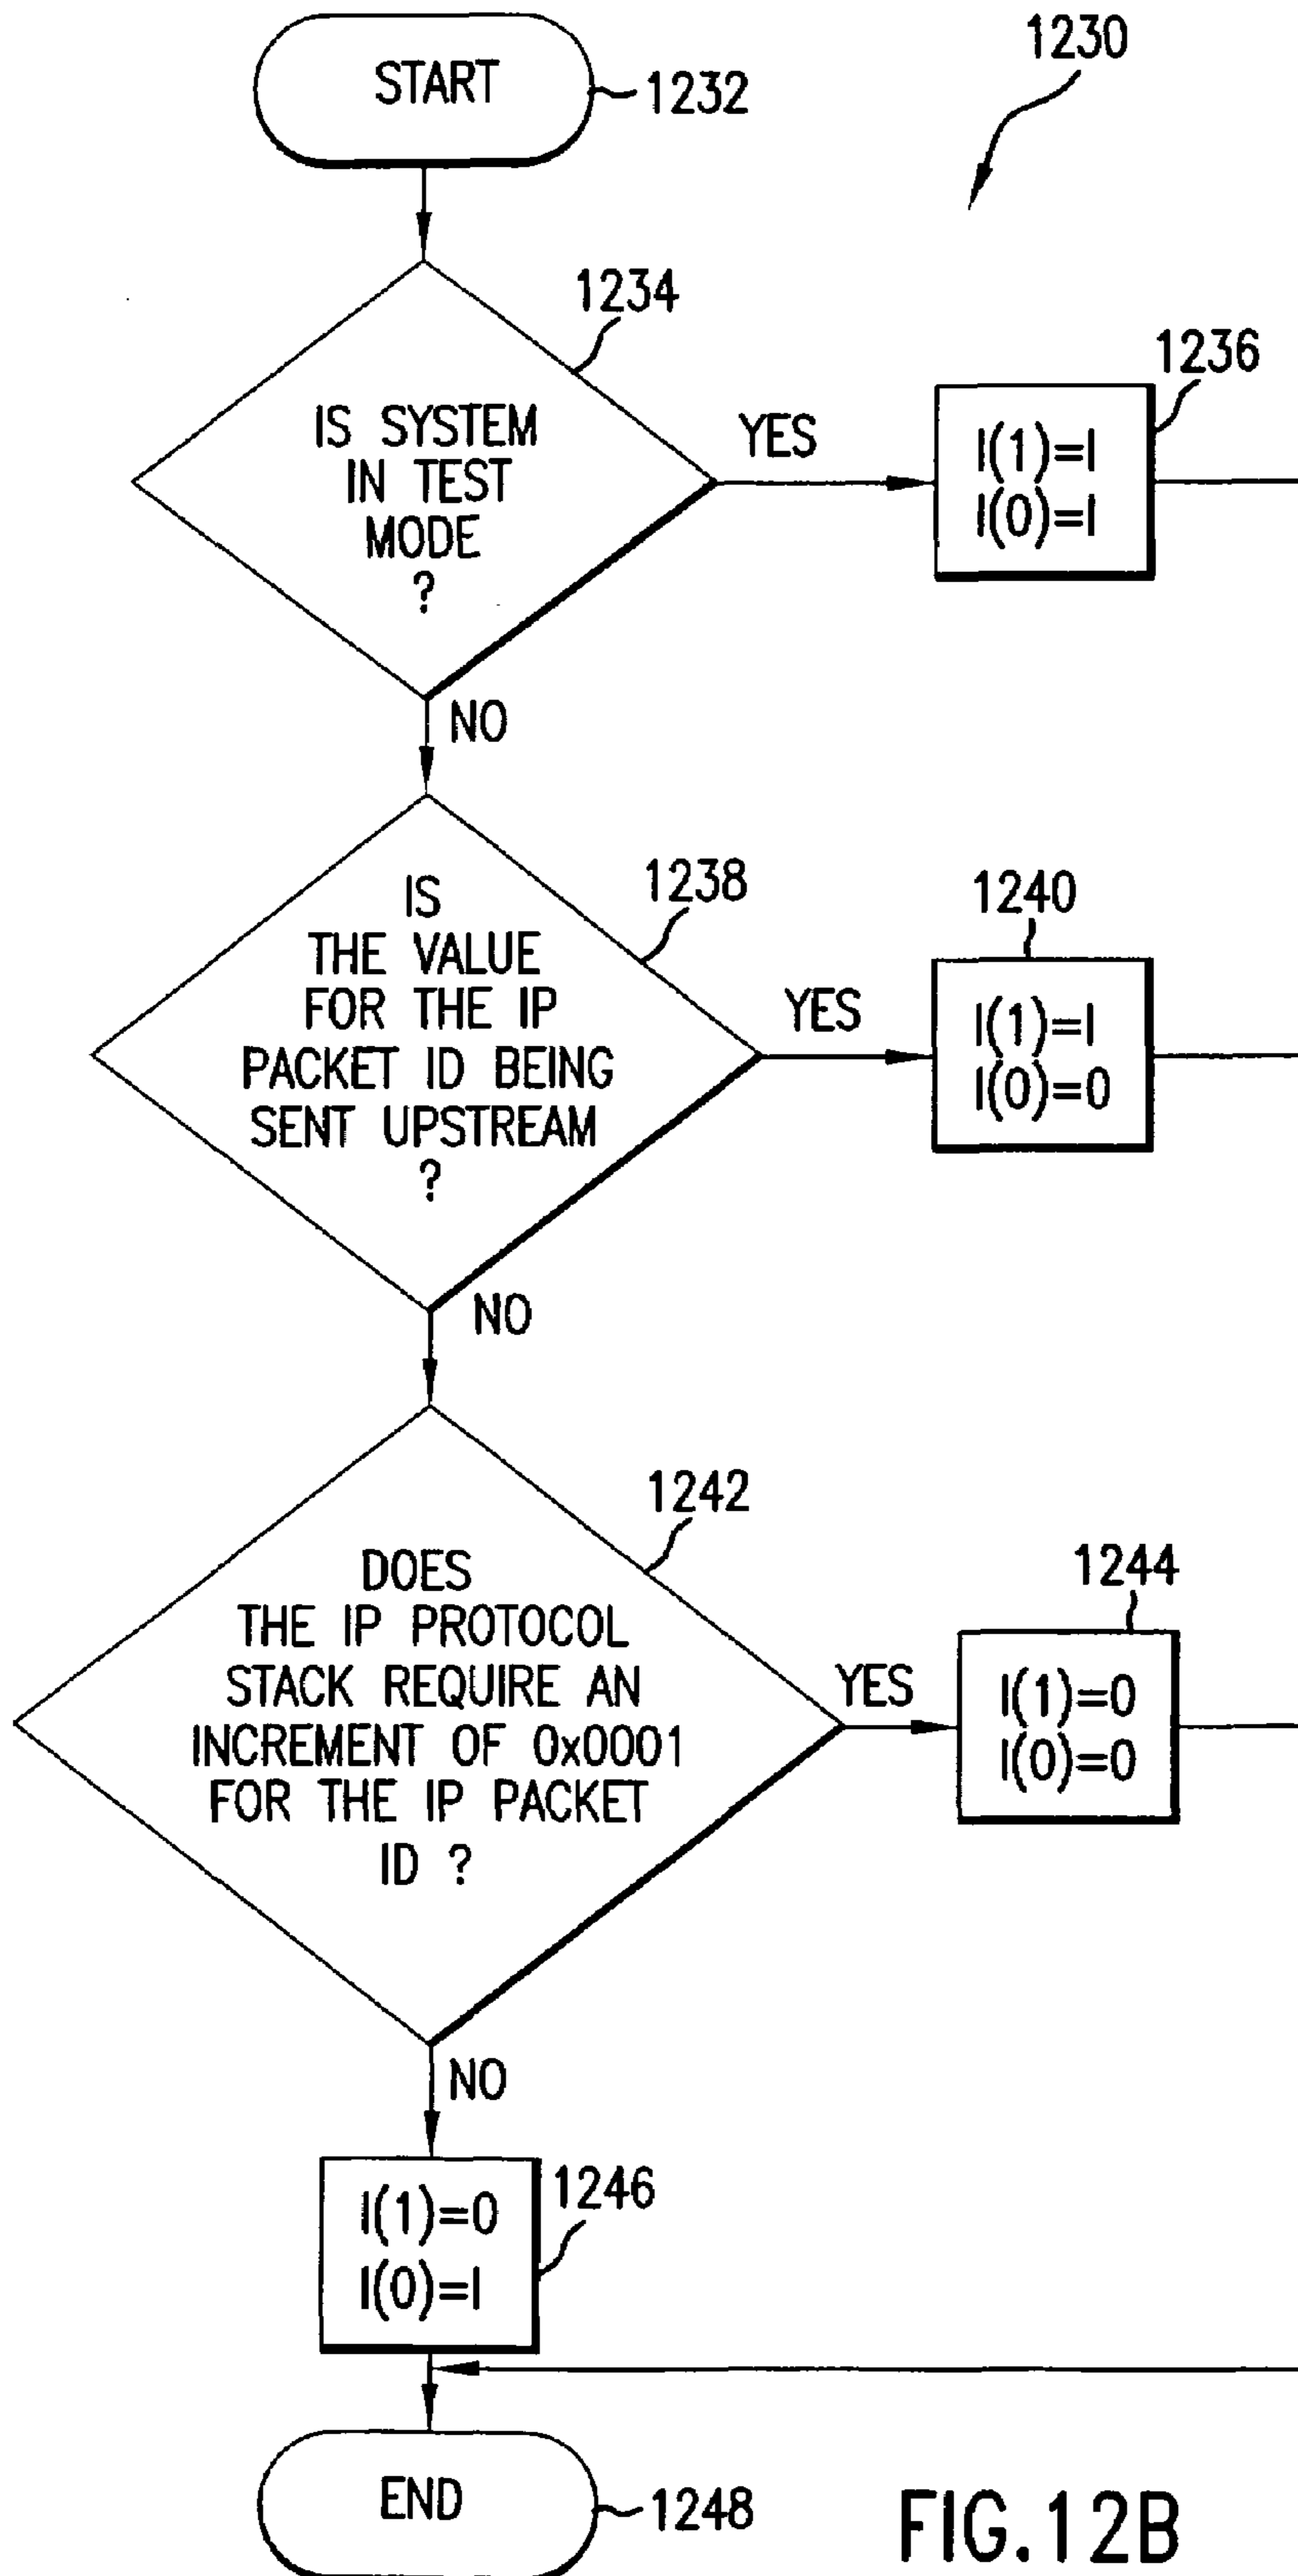 START
1232
1230
1234
IS SYSTEM
IN TEST
MODE
?
YES
1236
I(1)=I
I(0)=I
NO
1238
IS
THE VALUE
FOR THE IP
PACKET ID BEING
SENT UPSTREAM
?
YES
1240
I(1)=I
I(0)=0
NO
1242
DOES
THE IP PROTOCOL
STACK REQUIRE AN
INCREMENT OF 0x0001
FOR THE IP PACKET
ID ?
YES
1244
I(1)=0
I(0)=0
NO
1246
I(1)=0
I(0)=I
END
1248
FIG.12B